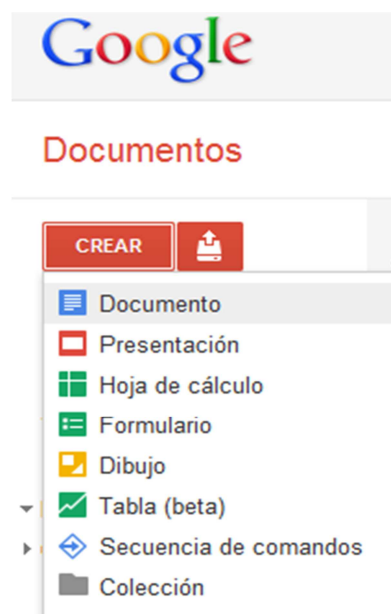 Google
Documentos
CREAR
Documento
Presentación
Hoja de cálculo
Formulario
Dibujo
Tabla (beta)
Secuencia de comandos
Colección